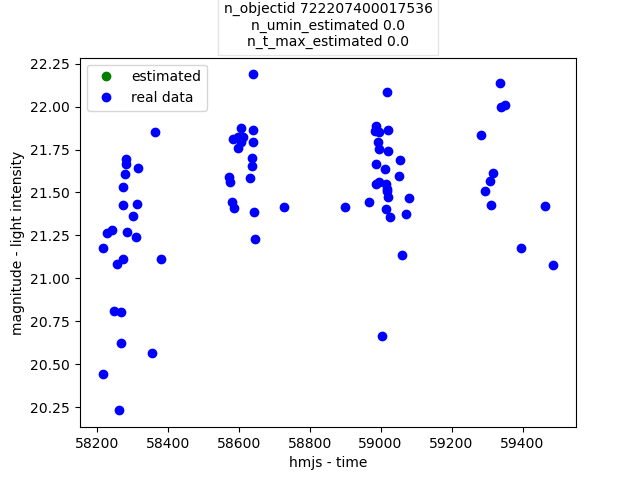 n_objectid 722207400017536
n_umin_estimated 0.0
n_t_max_estimated 0.0
estimated
real data
magnitude - light intensity
22.25
22.00
21.75
21.50
21.25
21.00
20.75
20.50
20.25
58200 58400 58600 58800 59000 59200 59400
hmjs - time